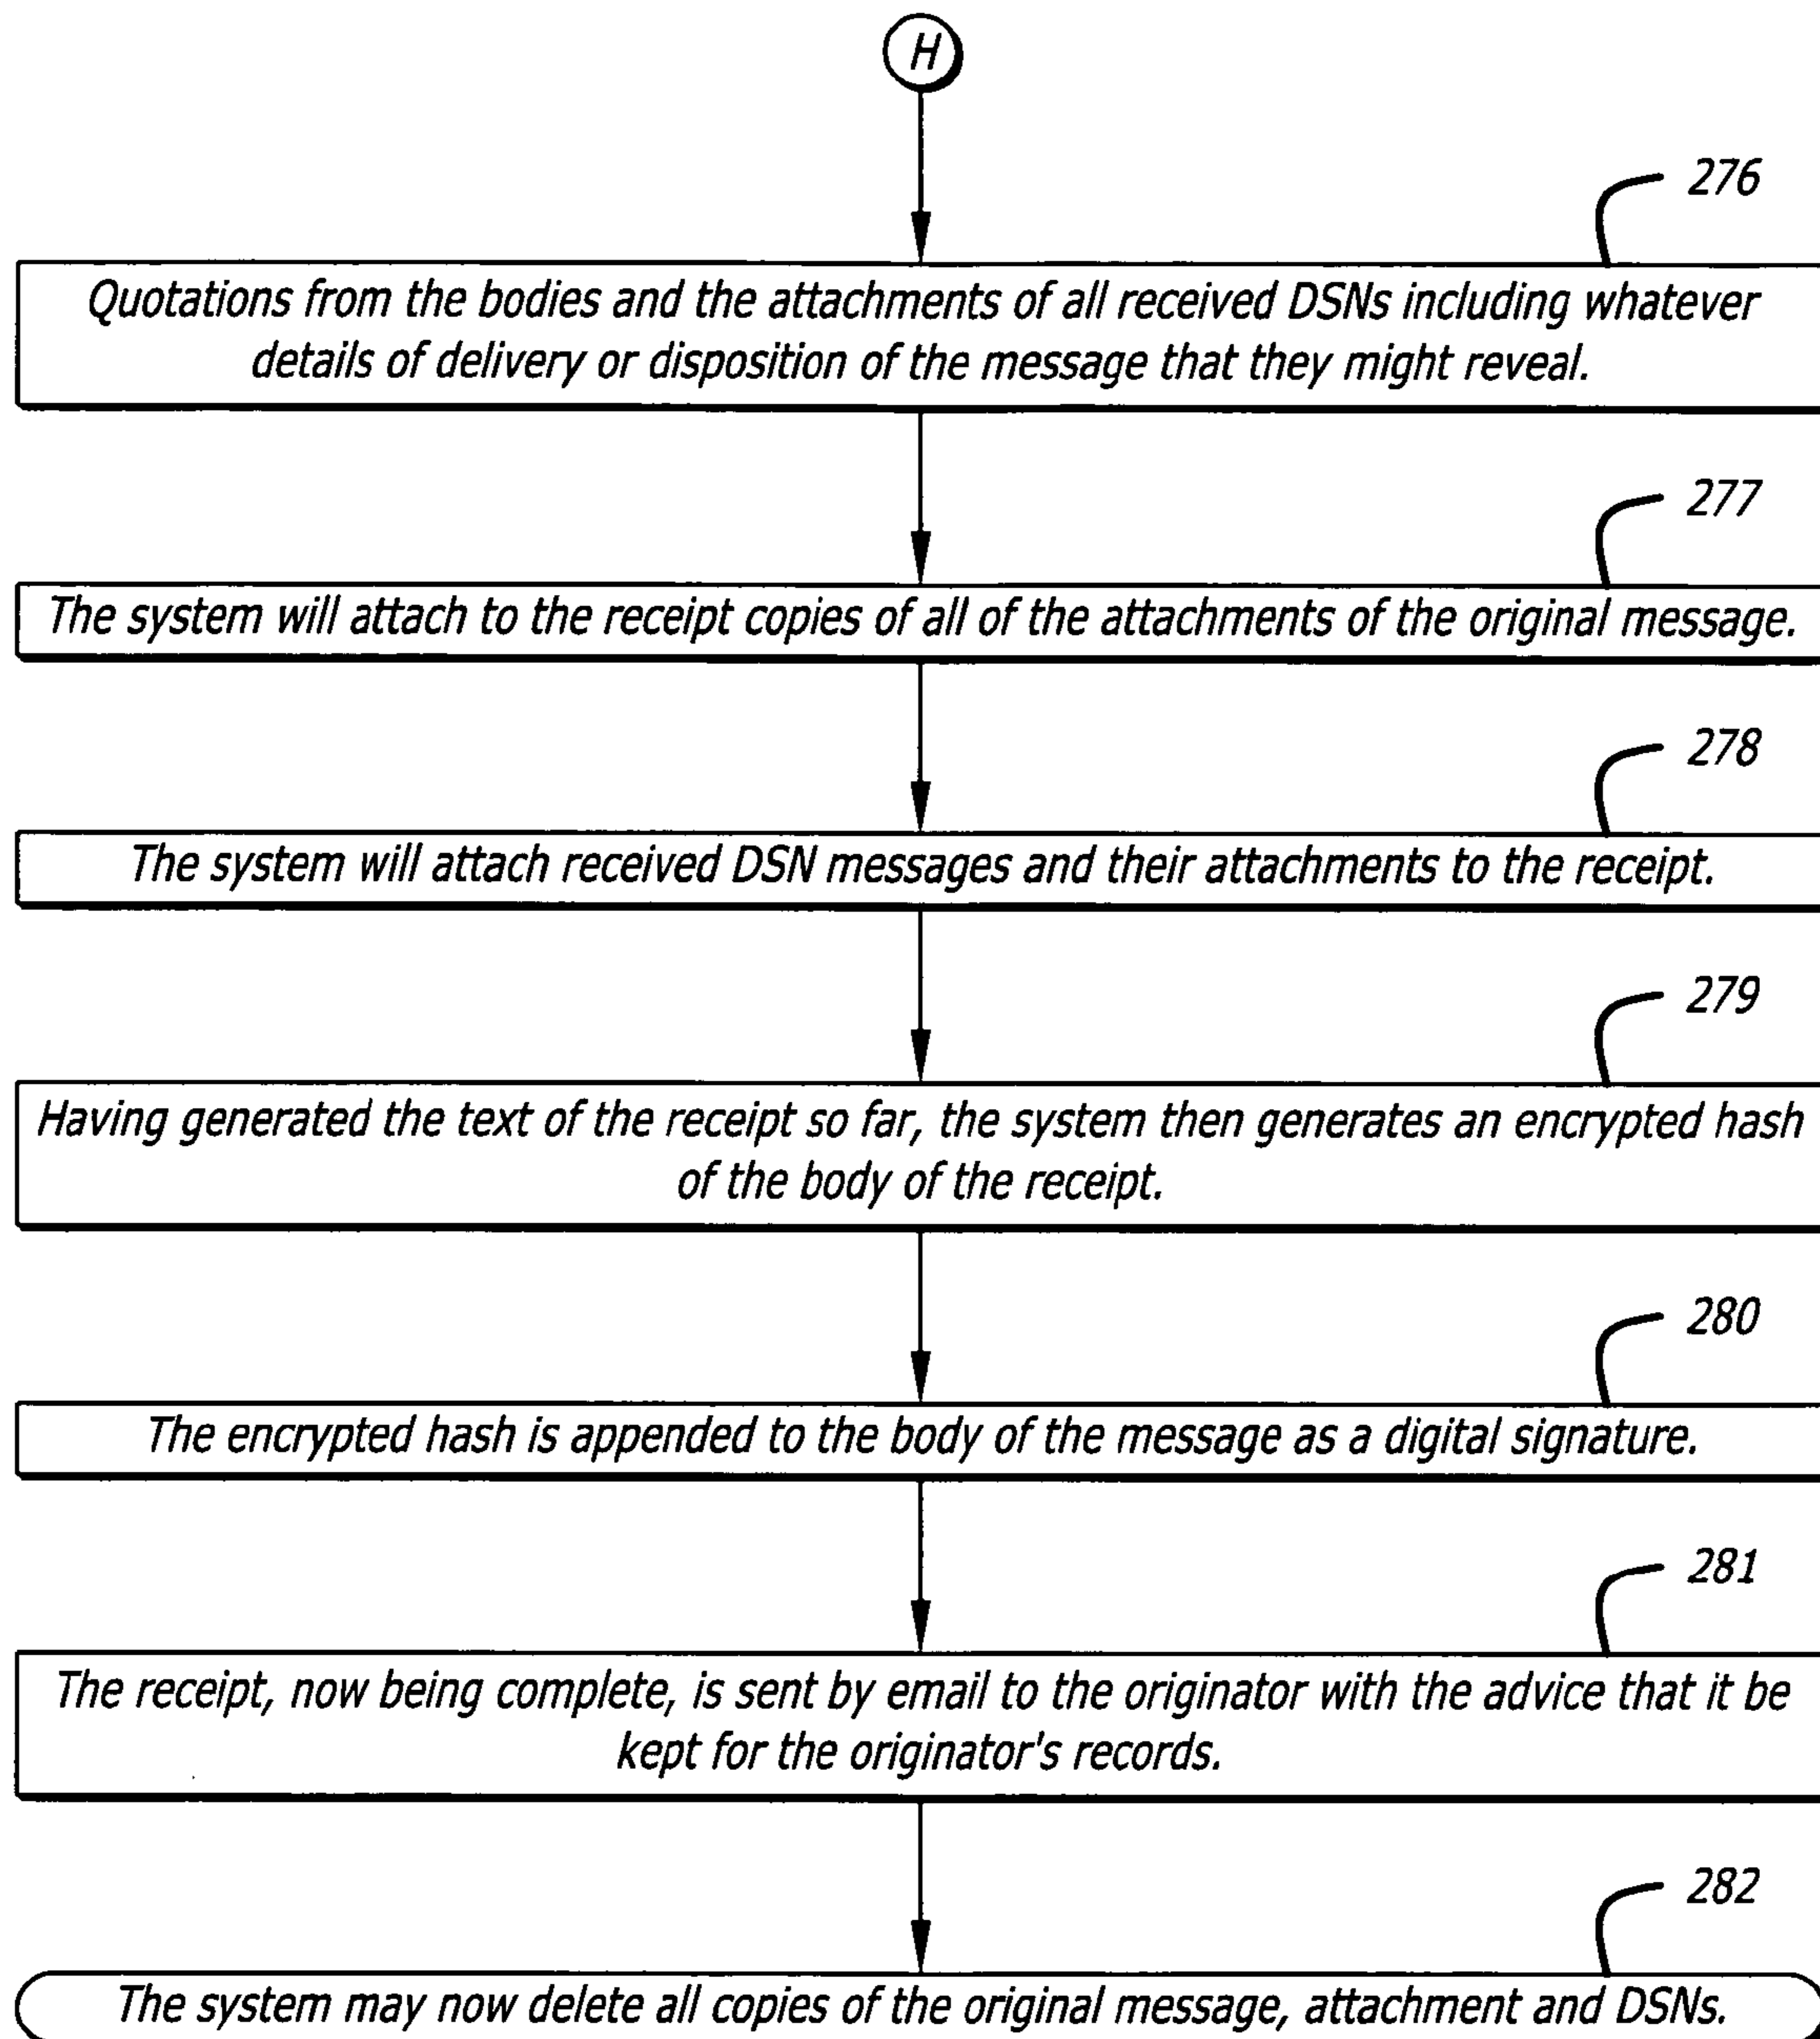 H
276
Quotations from the bodies and the attachments of all received DSNs including whatever
details of delivery or disposition of the message that they might reveal.
277
The system will attach to the receipt copies of all of the attachments of the original message.
278
The system will attach received DSN messages and their attachments to the receipt.
279
Having generated the text of the receipt so far, the system then generates an encrypted hash
of the body of the receipt.
280
The encrypted hash is appended to the body of the message as a digital signature.
281
The receipt, now being complete, is sent by email to the originator with the advice that it be
kept for the originator's records.
282
The system may now delete all copies of the original message, attachment and DSNs.